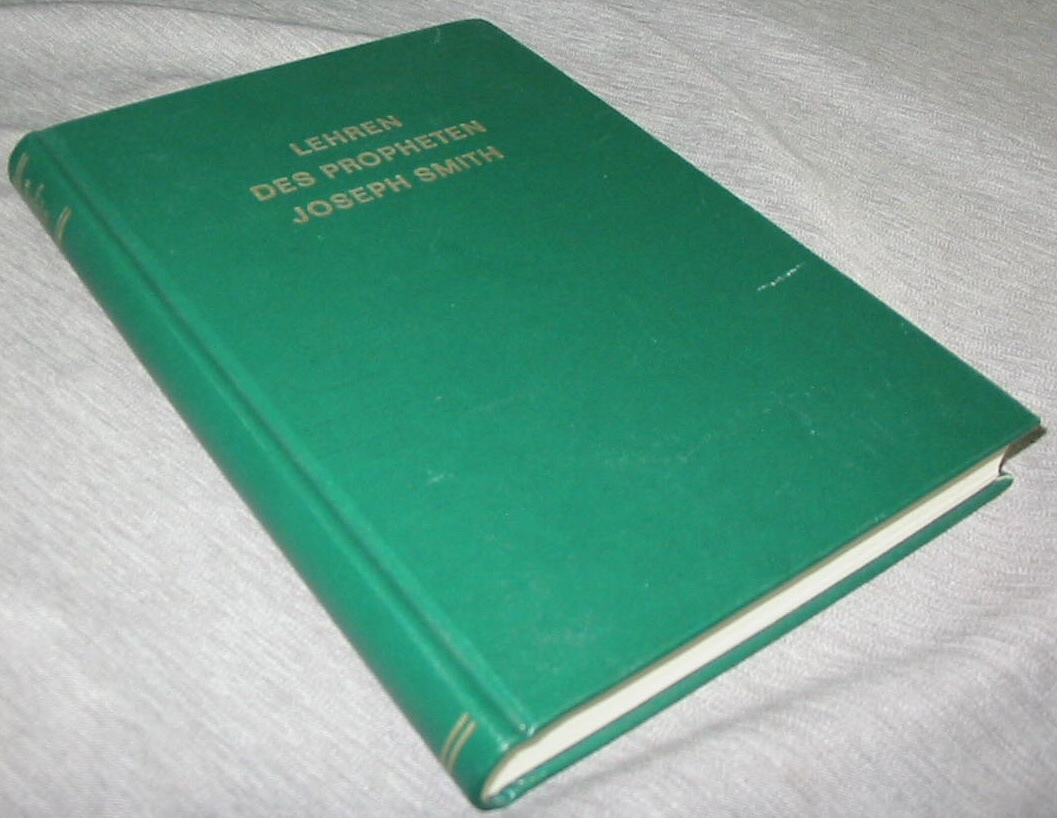 LEHREN
DES PROPHETEN
JOSEPH SMITH